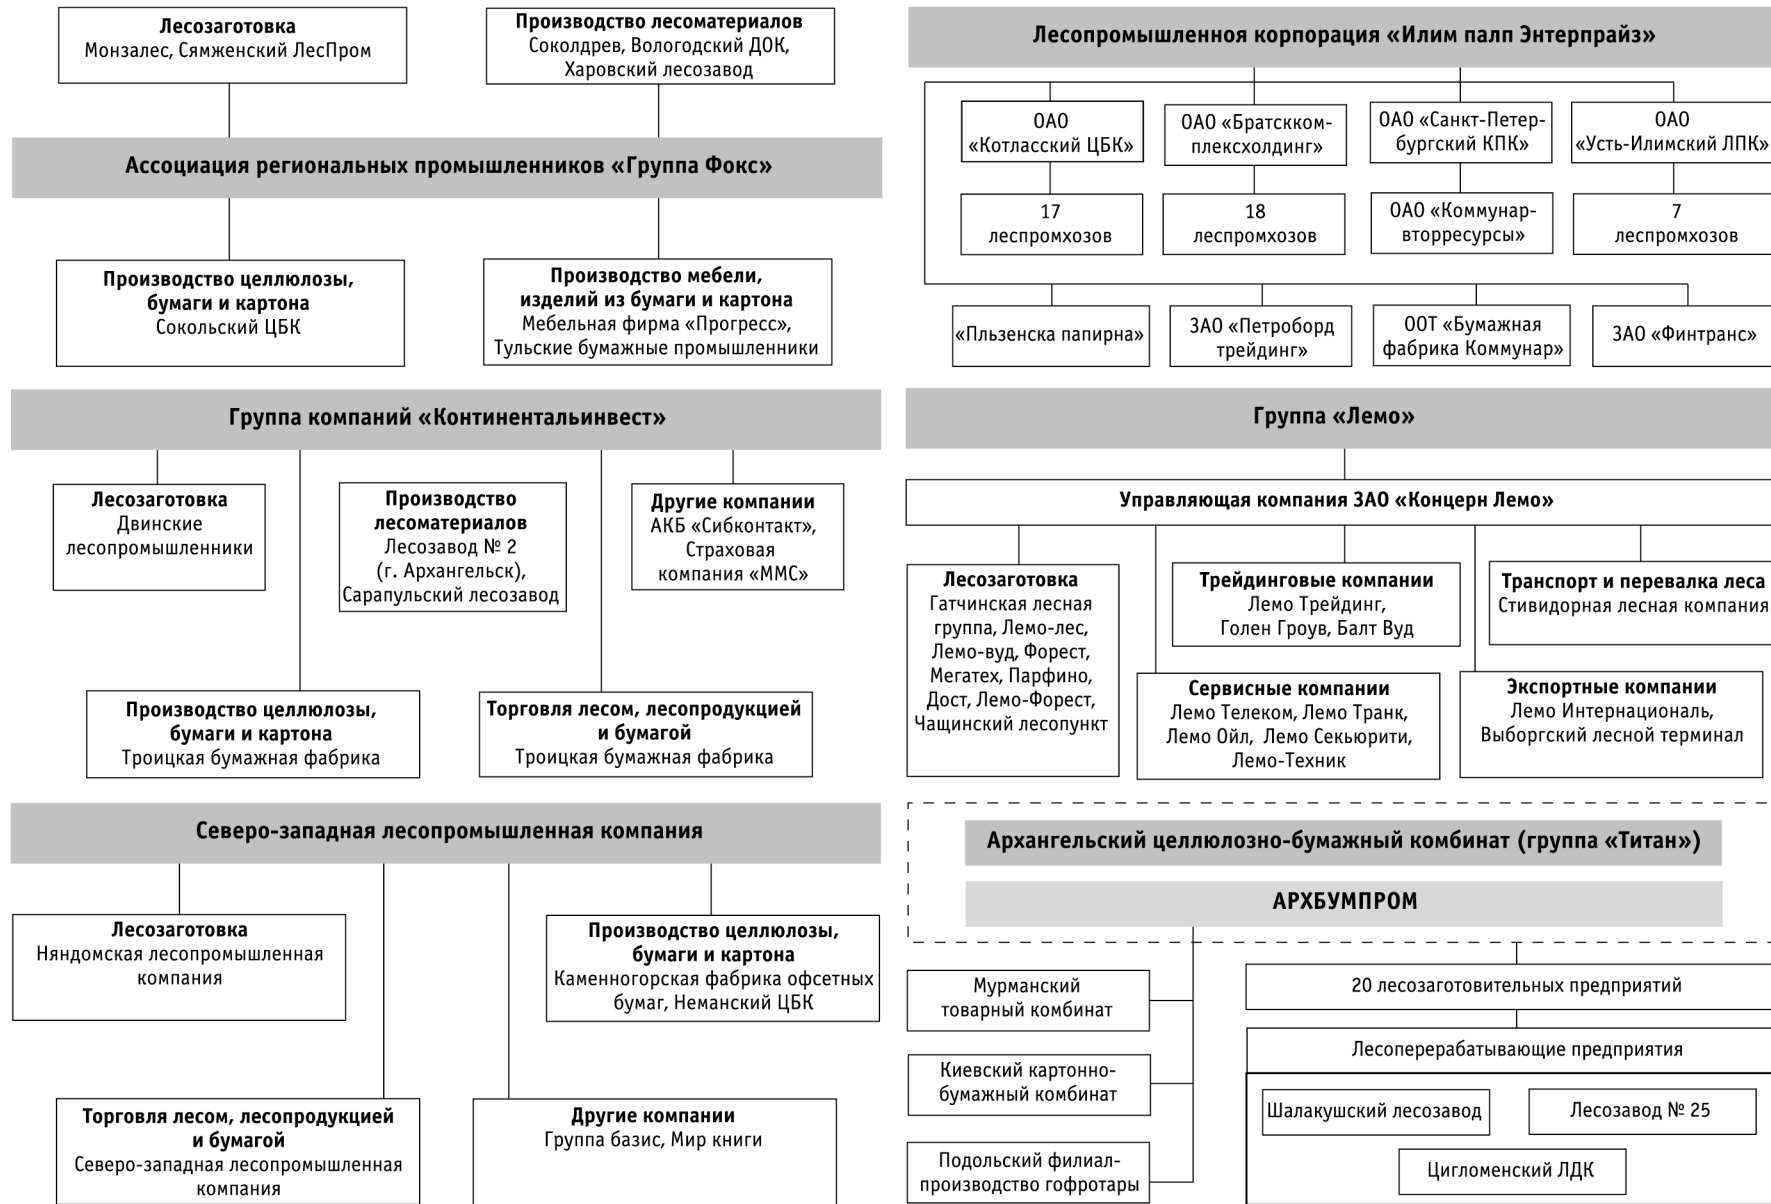 Лесозаготовка
Монзалес, Сямженский ЛесПром
Производство лесоматериалов
Соколдрев, Вологодский ДОК,
Харовский лесозавод
Ассоциация региональных промышленников «Группа Фокс»
Производство целлюлозы,
бумаги и картона
Сокольский ЦБК
Производство мебели,
изделий из бумаги и картона
Мебельная фирма «Прогресс»,
Тульские бумажные промышленники
Группа компаний «Континентальинвест»
Лесозаготовка
Двинские
лесопромышленники
Производство
лесоматериалов
Лесозавод № 2
(г. Архангельск),
Сарапульский лесозавод
Другие компании
АКБ «Сибконтакт»,
Страховая
компания «ММС»
Производство целлюлозы,
бумаги и картона
Троицкая бумажная фабрика
Торговля лесом, лесопродукцией
и бумагой
Троицкая бумажная фабрика
Северо-западная лесопромышленная компания
Лесозаготовка
Няндомская лесопромышленная
компания
Производство целлюлозы,
бумаги и картона
Каменногорская фабрика офсетных
бумаг, Неманский ЦБК
Торговля лесом, лесопродукцией
и бумагой
Северо-западная лесопромышленная
компания
Другие компании
Группа базис, Мир книги
Лесопромышленноя корпорация «Илим палп Энтерпрайз»
ОАО
«Котласский ЦБК»
ОАО «Братскком-
плексхолдинг»
ОАО «Санкт-Петер-
бургский КПК»
ОАО
«Усть-Илимский ЛПК»
17
леспромхозов
18
леспромхозов
ОАО «Коммунар-
вторресурсы»
7
леспромхозов
«Пльзенска папирна»
ЗАО «Петроборд
трейдинг»
ООТ «Бумажная
фабрика Коммунар»
ЗАО «Финтранс»
Группа «Лемо»
Управляющая компания ЗАО «Концерн Лемо»
Лесозаготовка
Гатчинская лесная
группа, Лемо-лес,
Лемо-вуд, Форест,
Мегатех, Парфино,
Дост, Лемо-Форест,
Чащинский лесопункт
Трейдинговые компании
Лемо Трейдинг,
Голен Гроув, Балт Вуд
Транспорт и перевалка леса
Стивидорная лесная компания
Сервисные компании
Лемо Телеком, Лемо Транк,
Лемо Ойл, Лемо Секьюрити,
Лемо-Техник
Экспортные компании
Лемо Интернациональ,
Выборгский лесной терминал
Архангельский целлюлозно-бумажный комбинат (группа «Титан»)
АРХБУМПРОМ
Мурманский
товарный комбинат
Киевский картонно-
бумажный комбинат
Подольский филиал-
производство гофротары
20 лесозаготовительных предприятий
Лесоперерабатывающие предприятия
Шалакушский лесозавод
Лесозавод № 25
Цигломенский ЛДК